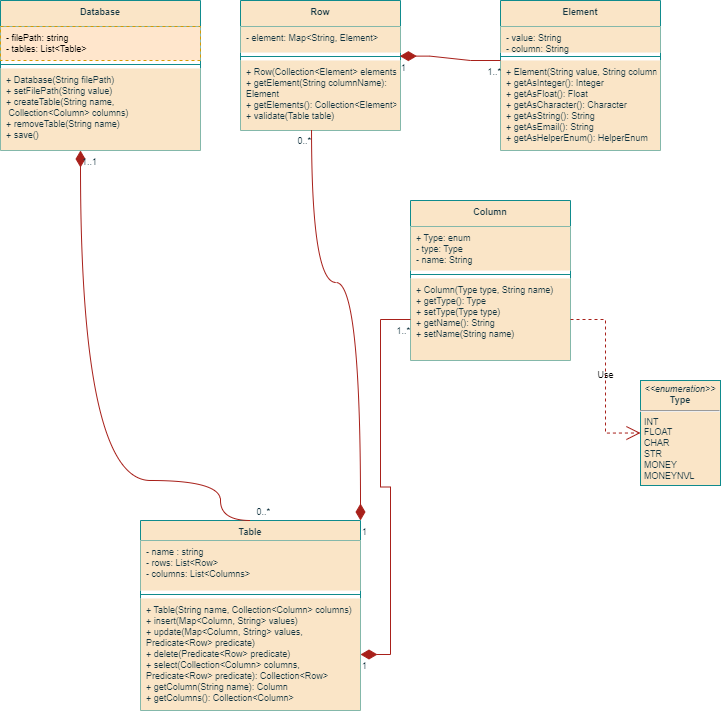 Database
- filePath: string
- tables: List<Table>
+ Database(String filePath)
+ setFilePath(String value)
+ createTable(String name,
Collection<Column> columns)
+ removeTable(String name)
+ save()
1..1
Row
- element: Map<String, Element>
+ Row(Collection<Element> elements
+ getElement(String columnName):
Element
+ getElements(): Collection<Element>
+ validate(Table table)
0..*
1
1..*
Element
- value: String
- column: String
+ Element(String value, String column
+ getAsInteger(): Integer
+ getAsFloat(): Float
+ getAsCharacter(): Character
+ getAsString(): String
+ getAsEmail(): String
+ getAsHelperEnum(): HelperEnum
Column
+ Type: enum
- type: Type
- name: String
+ Column(Type type, String name)
+ getType(): Type
+ setType(Type type)
+ getName(): String
+ setName(String name)
1..*
Use
<<enumeration>>
Type
INT
FLOAT
CHAR
STR
MONEY
MONEYNVL
0..*
1
Table
- name : string
- rows: List<Row>
- columns: List<Columns>
+ Table(String name, Collection<Column> columns)
+ insert(Map<Column, String> values)
+ update(Map<Column, String> values,
Predicate<Row> predicate)
+ delete(Predicate<Row> predicate)
+ select(Collection<Column> columns,
Predicate<Row> predicate): Collection<Row>
+ getColumn(String name): Column
+ getColumns(): Collection<Column>
1